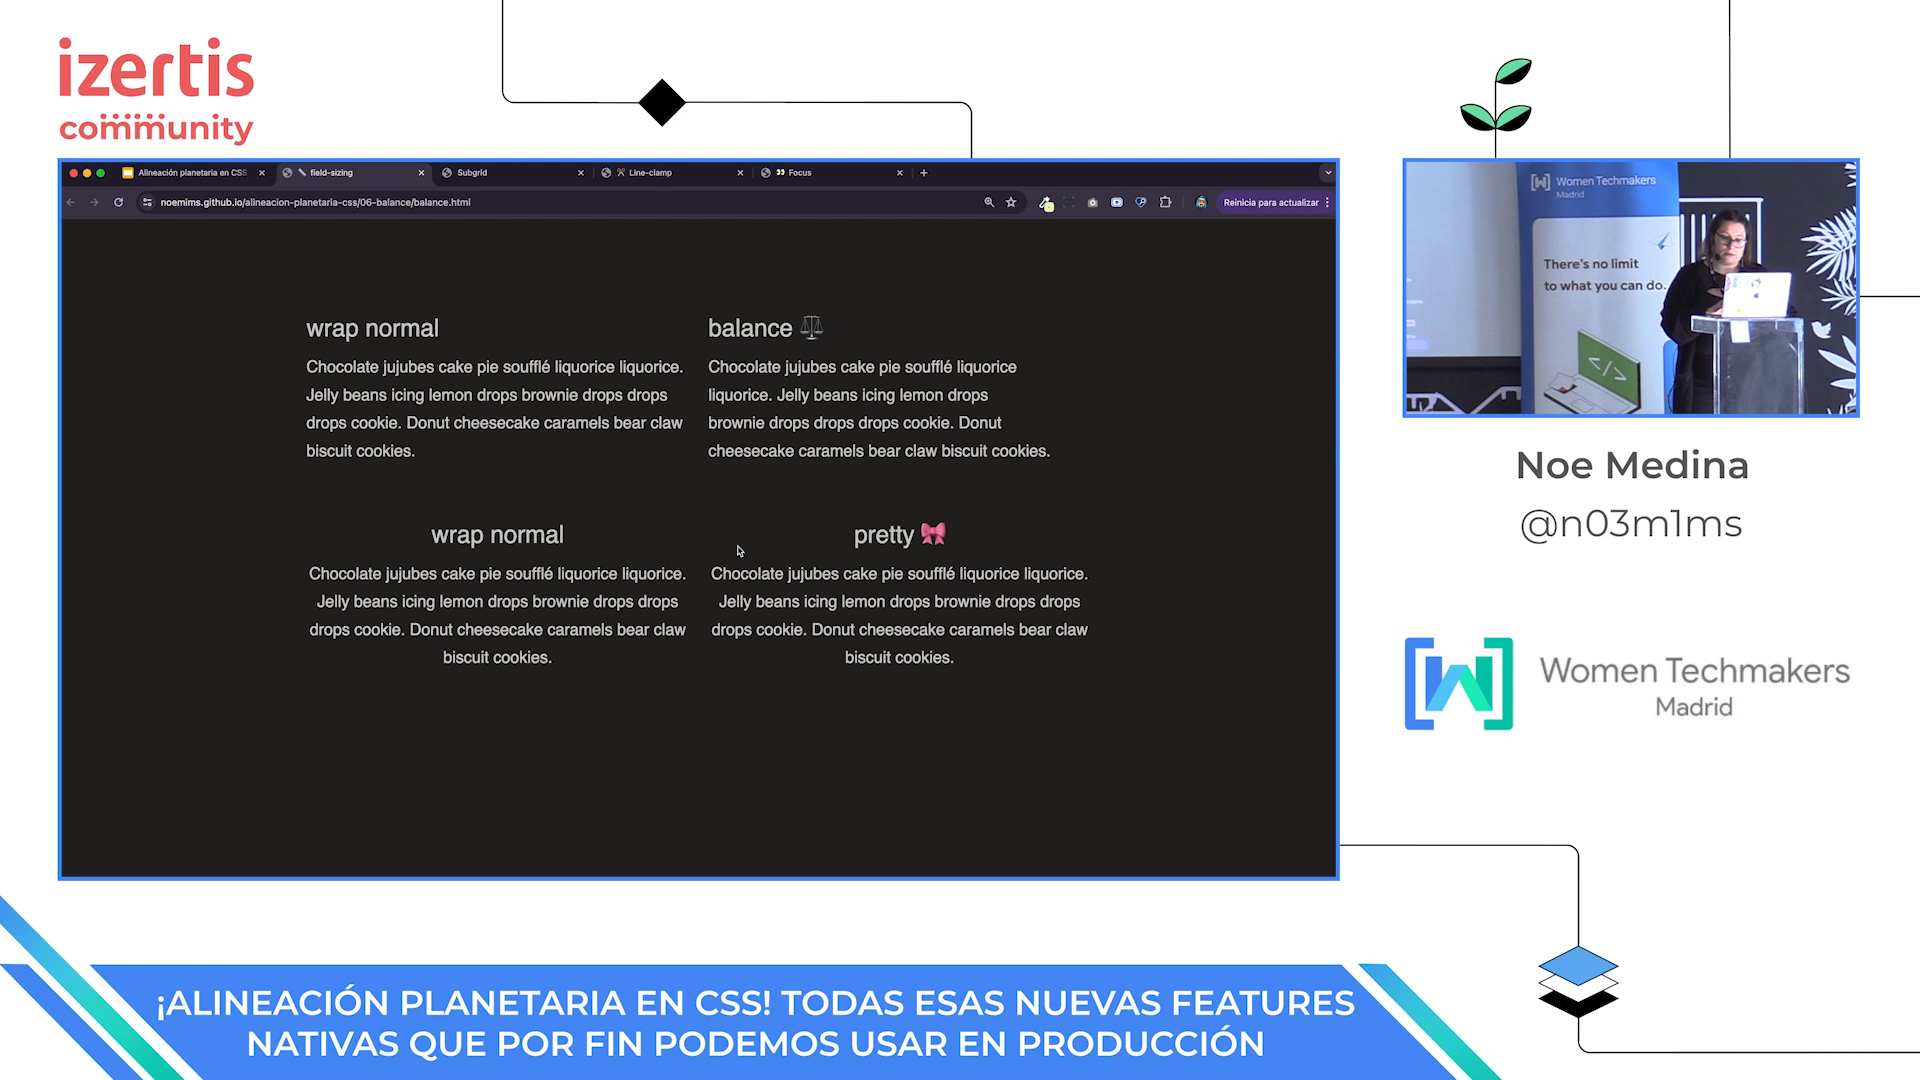 izertis
community
Alineación planetaria en CSS
field-sizing
Subgrid
Line-clamp
Focus
noemims.github.io/alineacion-planetaria-css/06-balance/balance.html
Reinicia para actualizar
wrap normal
Chocolate jujubes cake pie soufflé liquorice liquorice.
Jelly beans icing lemon drops brownie drops drops
drops cookie. Donut cheesecake caramels bear claw
biscuit cookies.
balance ⚖️
Chocolate jujubes cake pie soufflé liquorice
liquorice. Jelly beans icing lemon drops
brownie drops drops drops cookie. Donut
cheesecake caramels bear claw biscuit cookies.
wrap normal
Chocolate jujubes cake pie soufflé liquorice liquorice.
Jelly beans icing lemon drops brownie drops drops
drops cookie. Donut cheesecake caramels bear claw
biscuit cookies.
pretty 🎀
Chocolate jujubes cake pie soufflé liquorice liquorice.
Jelly beans icing lemon drops brownie drops drops
drops cookie. Donut cheesecake caramels bear claw
biscuit cookies.
Women Techmakers
Madrid
There's no limit
to what you can do.
</>
Noe Medina
@n03m1ms
Women Techmakers
Madrid
¡ALINEACIÓN PLANETARIA EN CSS! TODAS ESAS NUEVAS FEATURES
NATIVAS QUE POR FIN PODEMOS USAR EN PRODUCCIÓN